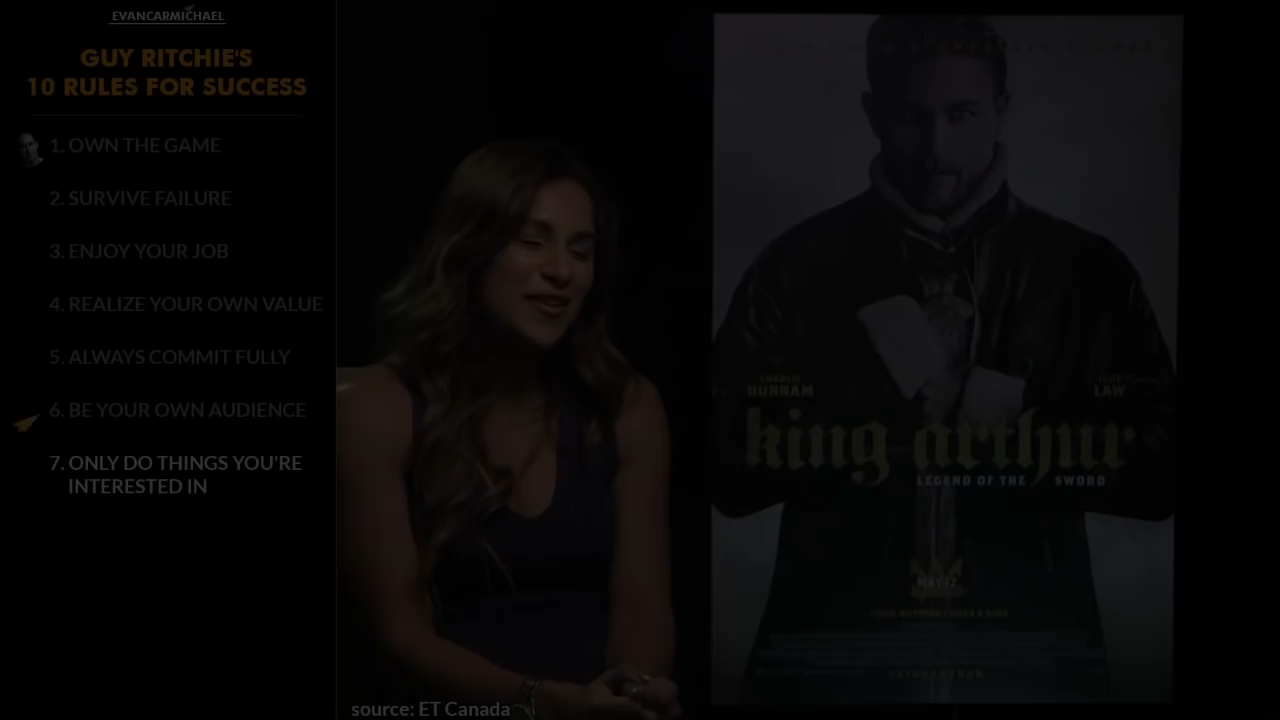 EVANCARMICHAEL
GUY RITCHIE'S
10 RULES FOR SUCCESS
1. OWN THE GAME
2. SURVIVE FAILURE
3. ENJOY YOUR JOB
4. REALIZE YOUR OWN VALUE
5. ALWAYS COMMIT FULLY
6. BE YOUR OWN AUDIENCE
7. ONLY DO THINGS YOU'RE
INTERESTED IN
HUNNAM
LAW
king arthur
LEGEND OF THE SWORD
MAY 12
source: ET Canada